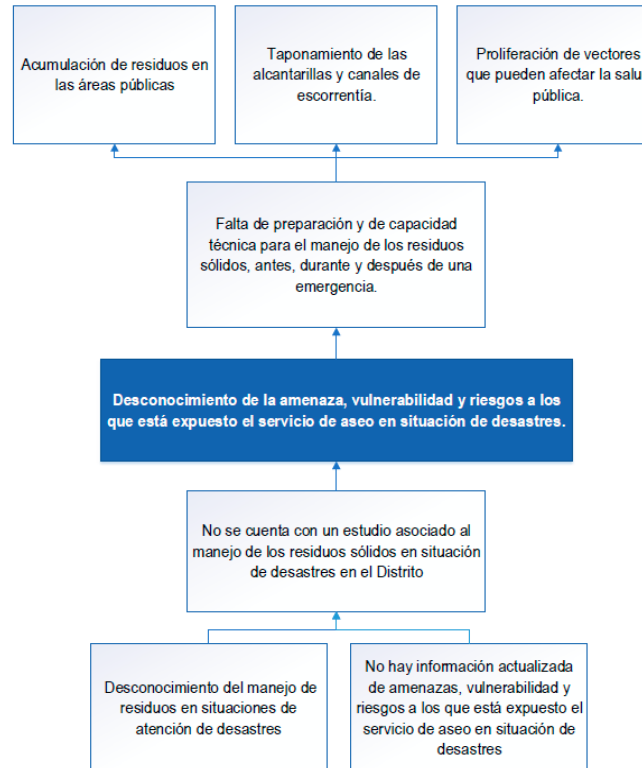 Acumulación de residuos en
las áreas públicas
Taponamiento de las
alcantarillas y canales de
escorrentía.
Proliferación de vectores
que pueden afectar la salu
pública.
Falta de preparación y de capacidad
técnica para el manejo de los residuos
sólidos, antes, durante y después de una
emergencia.
Desconocimiento de la amenaza, vulnerabilidad y riesgos a los
que está expuesto el servicio de aseo en situación de desastres.
No se cuenta con un estudio asociado al
manejo de los residuos sólidos en situación
de desastres en el Distrito
Desconocimiento del manejo de
residuos en situaciones de
atención de desastres
No hay información actualizada
de amenazas, vulnerabilidad y
riesgos a los que está expuesto el
servicio de aseo en situación de
desastres